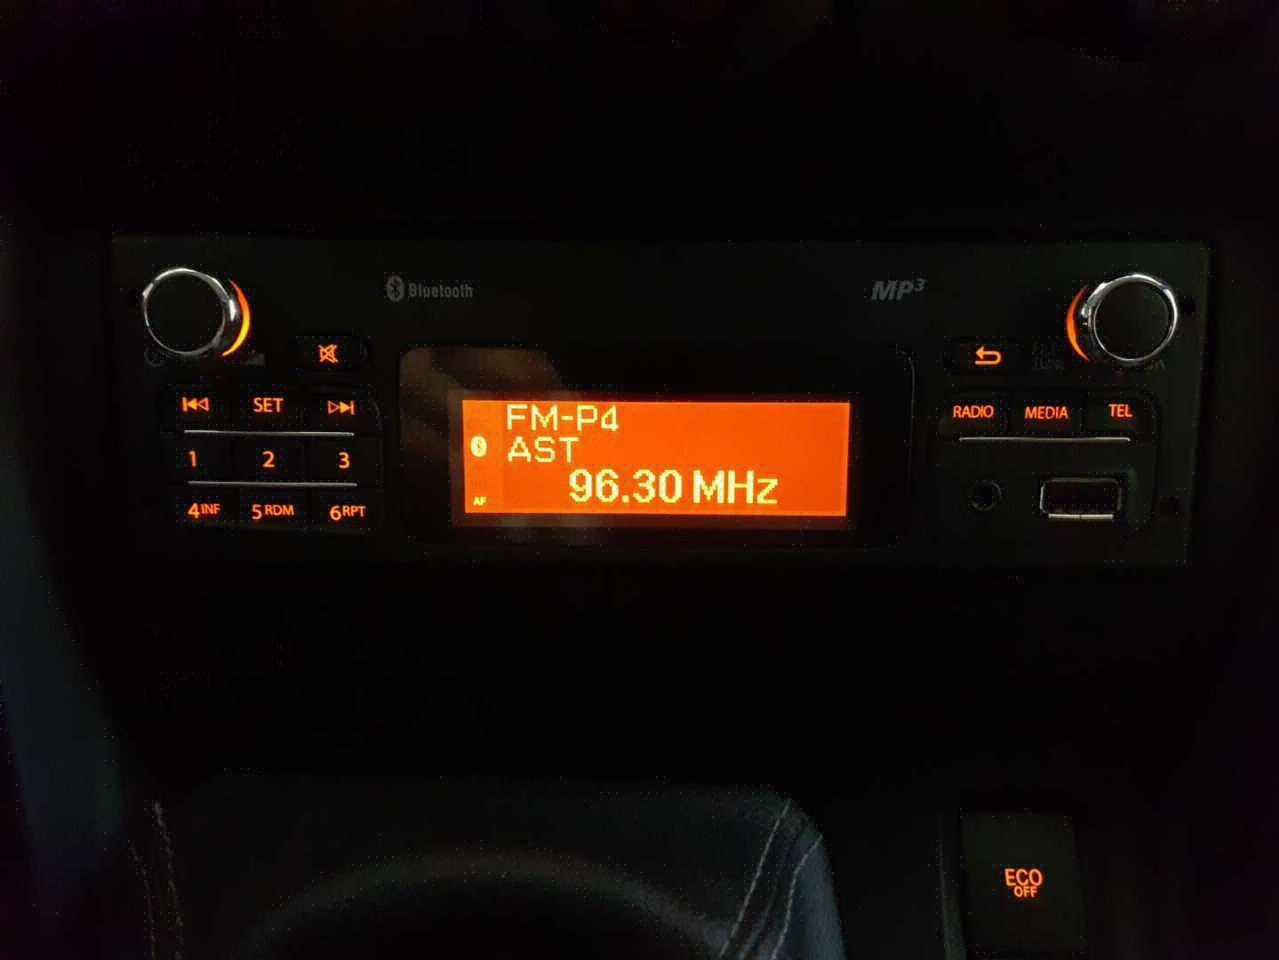 Bluetooth
MP3
SET
1 2 3
4INF 5RDM 6RPT
FM-P4
AST
96.30 MHz
AF
RADIO MEDIA TEL
ECO
OFF